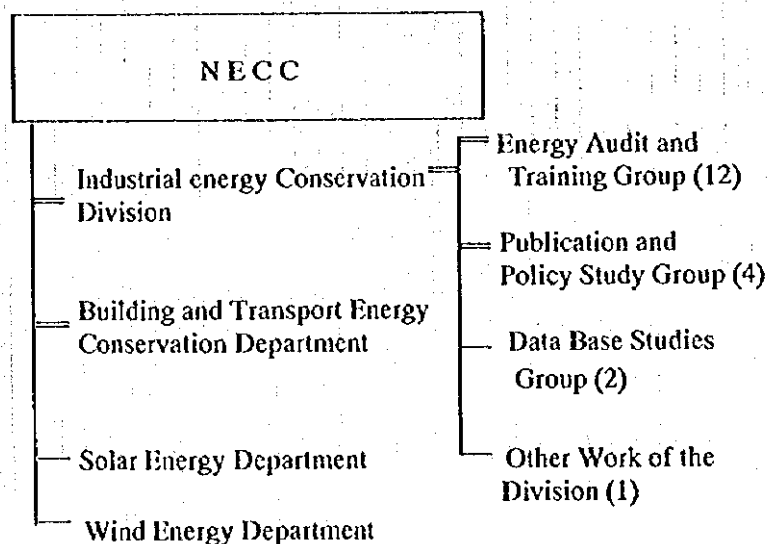 NECC
Industrial energy Conservation
Division
Building and Transport Energy
Conservation Department
Solar Energy Department
Wind Energy Department
Energy Audit and
Training Group (12)
Publication and
Policy Study Group (4)
Data Base Studies
Group (2)
Other Work of the
Division (1)